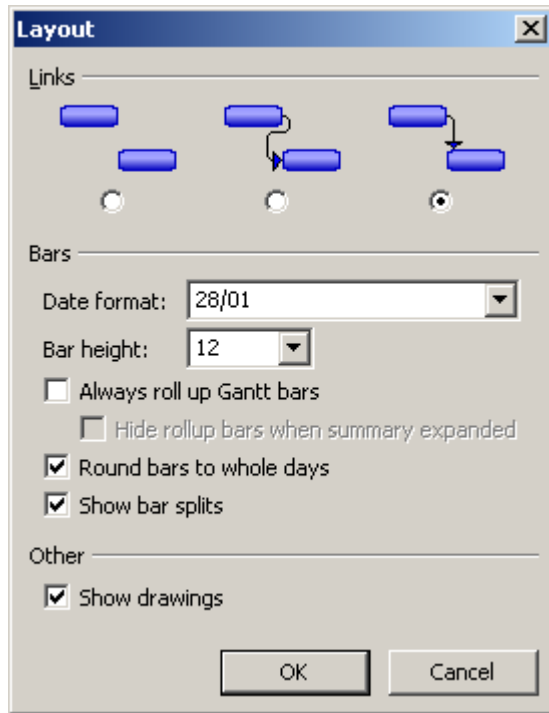 Layout
Links
Bars
Date format: 28/01
Bar height: 12
Always roll up Gantt bars
Hide rollup bars when summary expanded
Round bars to whole days
Show bar splits
Other
Show drawings
OK Cancel